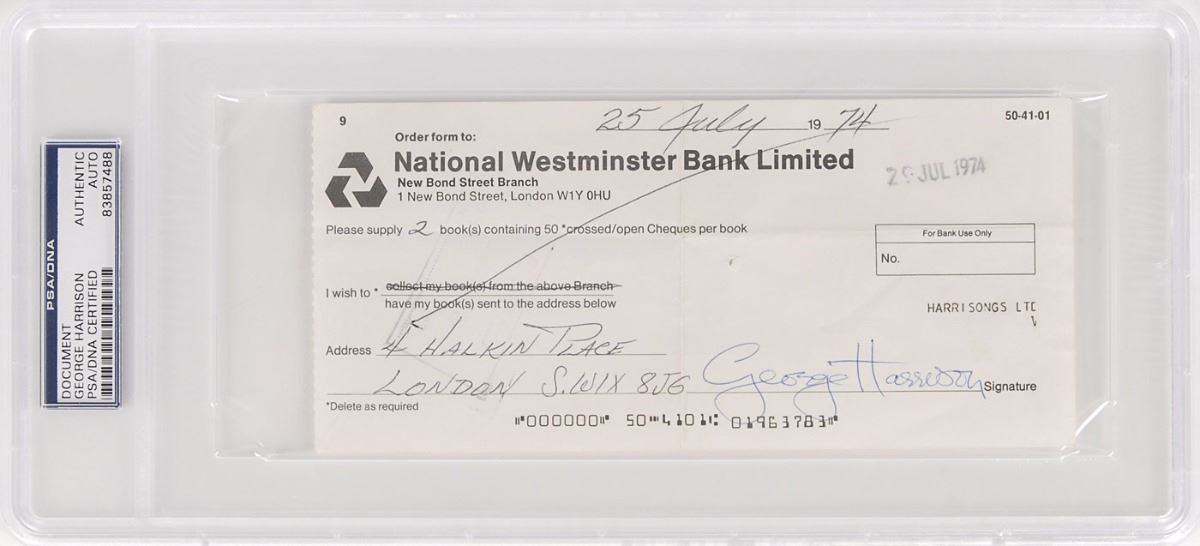 PSA/DNA
DOCUMENT
GEORGE HARRISON
PSA/DNA CERTIFIED
AUTHENTIC
AUTO
83857488
9
25 July 19 74
50-41-01
Order form to:
National Westminster Bank Limited
New Bond Street Branch
1 New Bond Street, London W1Y 0HU
JUL 1974
Please supply 2 book(s) containing 50 *crossed/open Cheques per book
For Bank Use Only
No.
I wish to * collect my book(s) from the above Branch
have my book(s) sent to the address below
HARRISONGS LTD
Address 4 HALKIN PLACE
LONDON S.W1X 8JG George Harrison Signature
*Delete as required
⑈000000⑈ 50⑉4101⑆ 01963783⑈